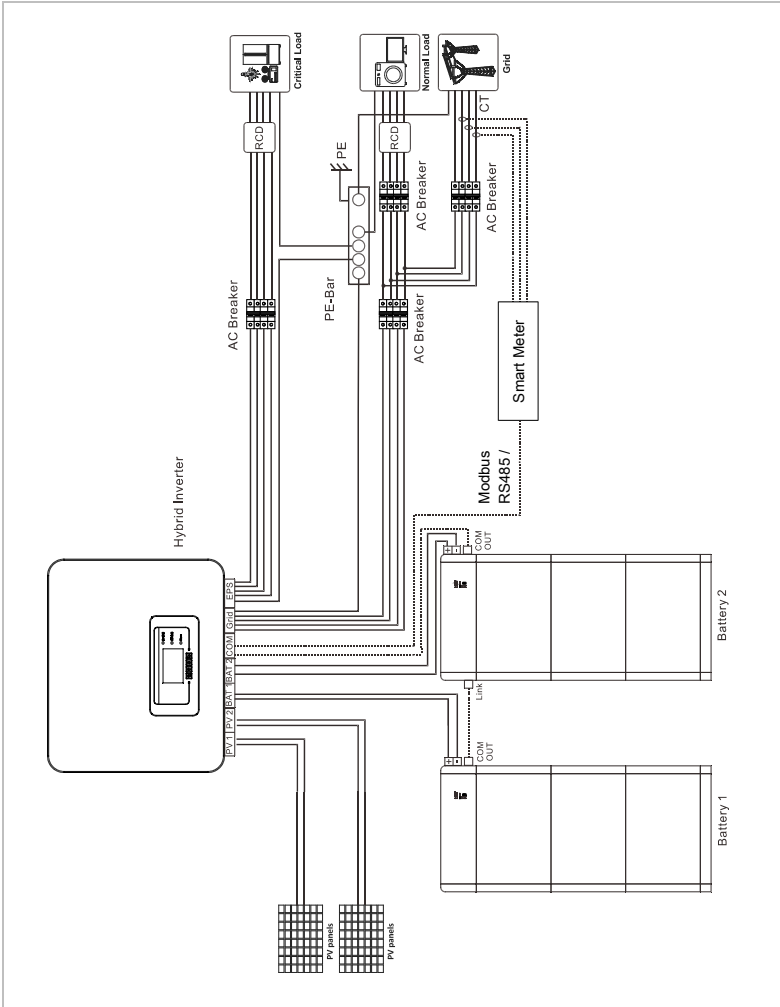 Hybrid Inverter
PV 1
PV 2
BAT 1
BAT 2
COM
Grid
EPS
PV panels
PV panels
AC Breaker
RCD
Critical Load
PE-Bar
PE
AC Breaker
AC Breaker
RCD
Normal Load
AC Breaker
CT
Grid
Modbus
RS485 /
Smart Meter
+
-
COM
OUT
Link
Battery 1
+
-
COM
OUT
Battery 2